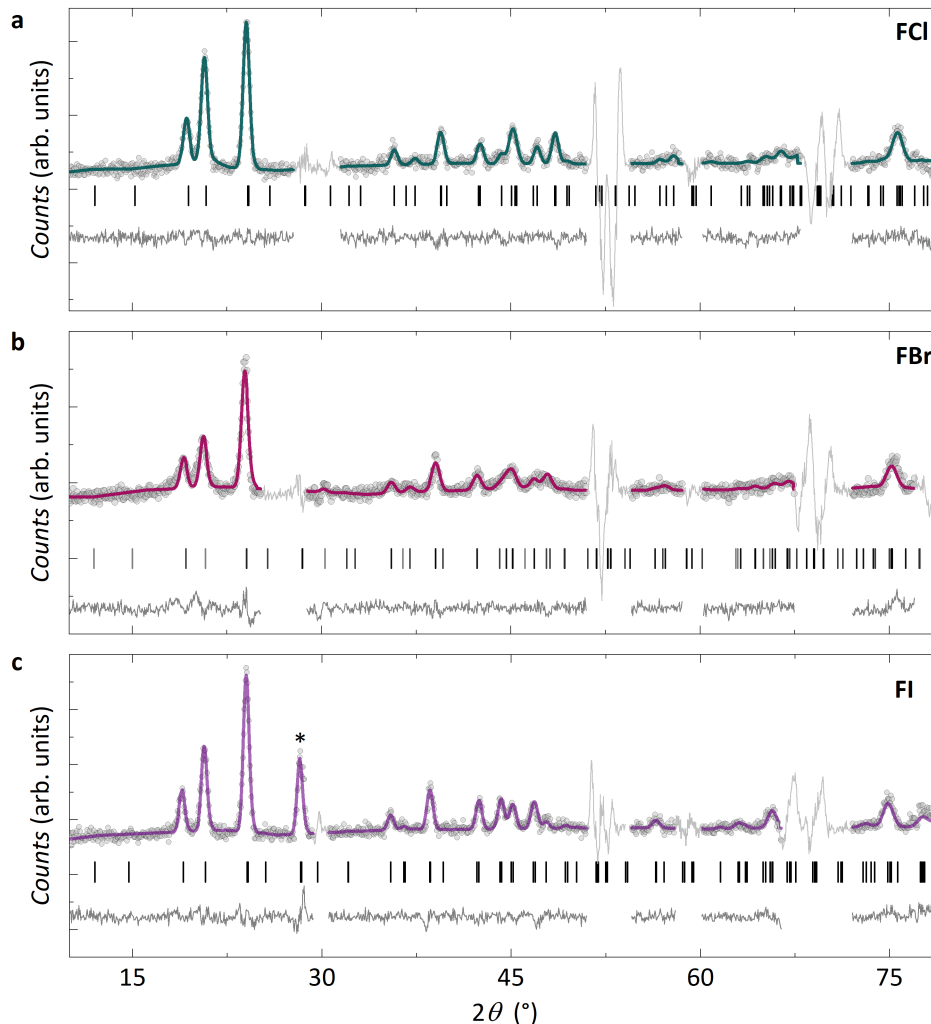 a
FCl
Counts (arb. units)
b
FBr
Counts (arb. units)
c
FI
*
Counts (arb. units)
15 30 45 60 75
2θ (°)